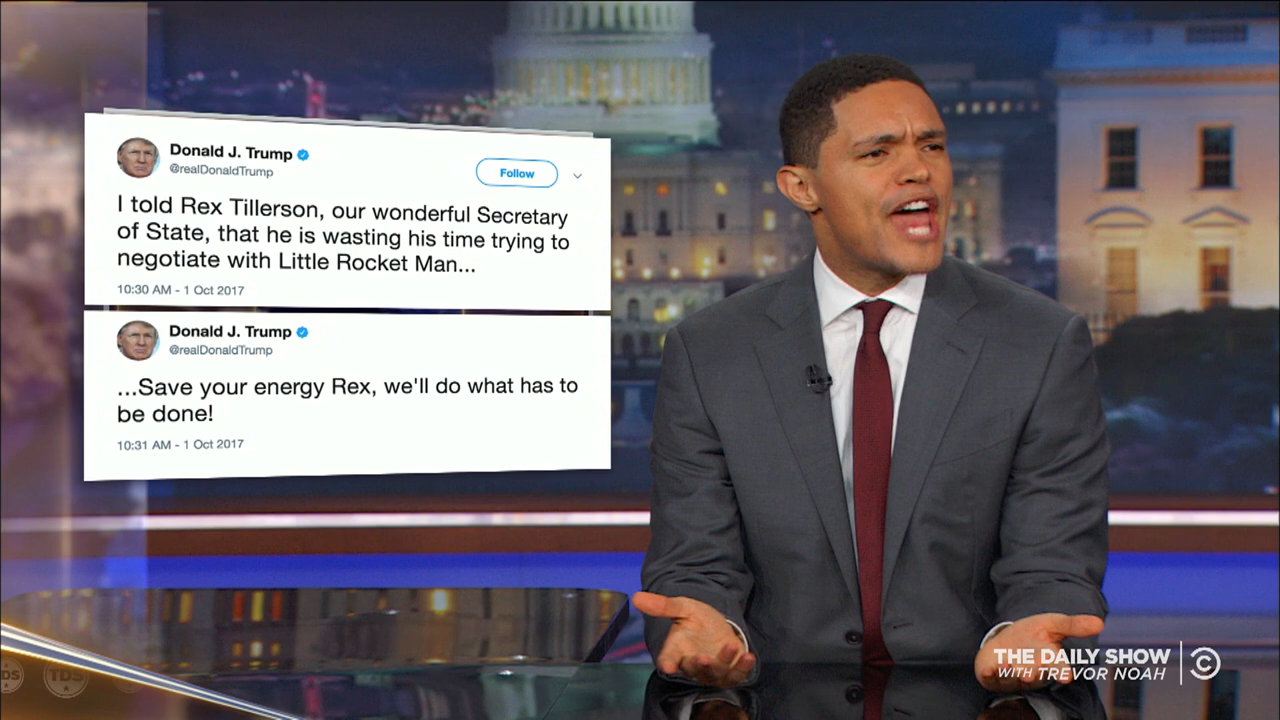 Donald J. Trump
@realDonaldTrump
Follow
I told Rex Tillerson, our wonderful Secretary
of State, that he is wasting his time trying to
negotiate with Little Rocket Man...
10:30 AM - 1 Oct 2017
Donald J. Trump
@realDonaldTrump
...Save your energy Rex, we'll do what has to
be done!
10:31 AM - 1 Oct 2017
TDS
THE DAILY SHOW
WITH TREVOR NOAH